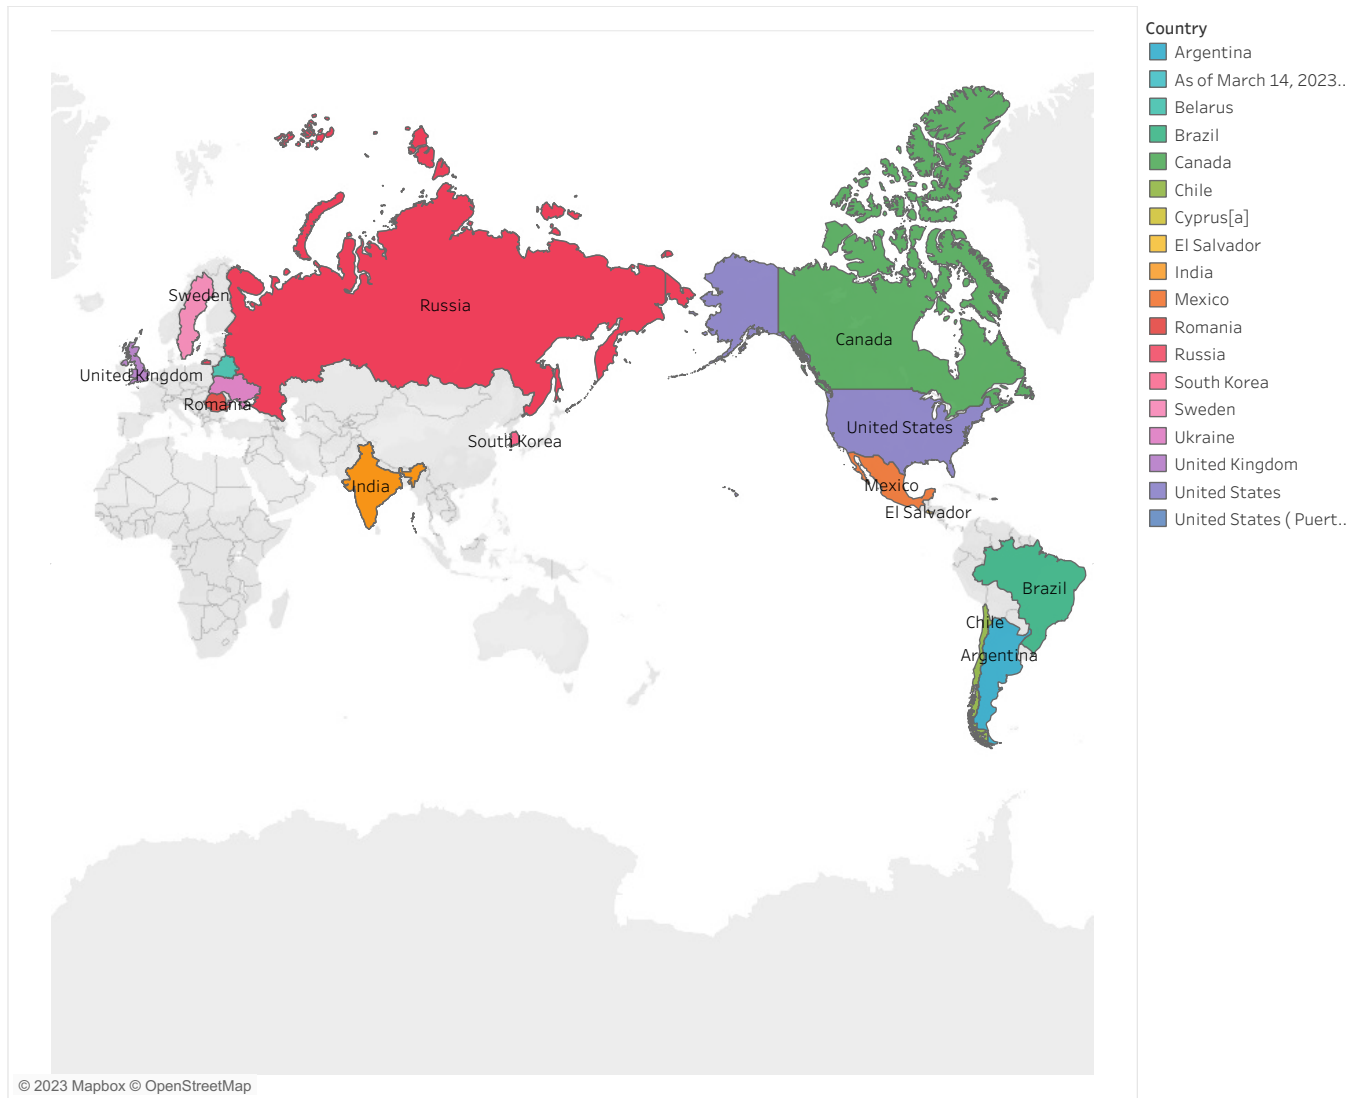 Country
Argentina
As of March 14, 2023..
Belarus
Brazil
Canada
Chile
Cyprus[a]
El Salvador
India
Mexico
Romania
Russia
South Korea
Sweden
Ukraine
United Kingdom
United States
United States ( Puert..
Sweden
Russia
Canada
United Kingdom
Romania
United States
South Korea
India
Mexico
El Salvador
Brazil
Chile
Argentina
© 2023 Mapbox © OpenStreetMap